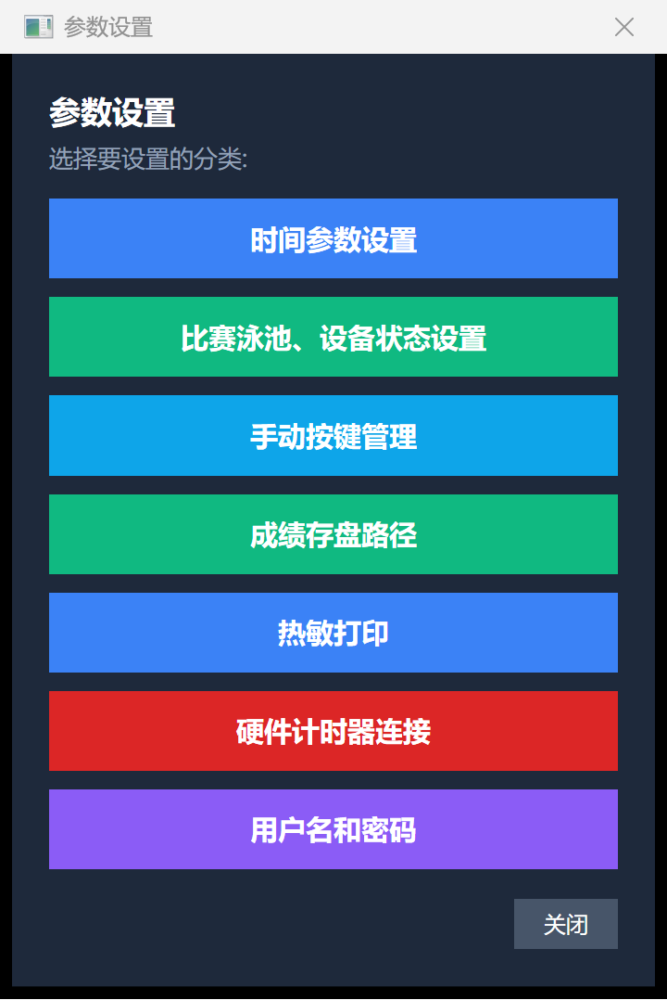 参数设置
参数设置
选择要设置的分类:
时间参数设置
比赛泳池、设备状态设置
手动按键管理
成绩存盘路径
热敏打印
硬件计时器连接
用户名和密码
关闭